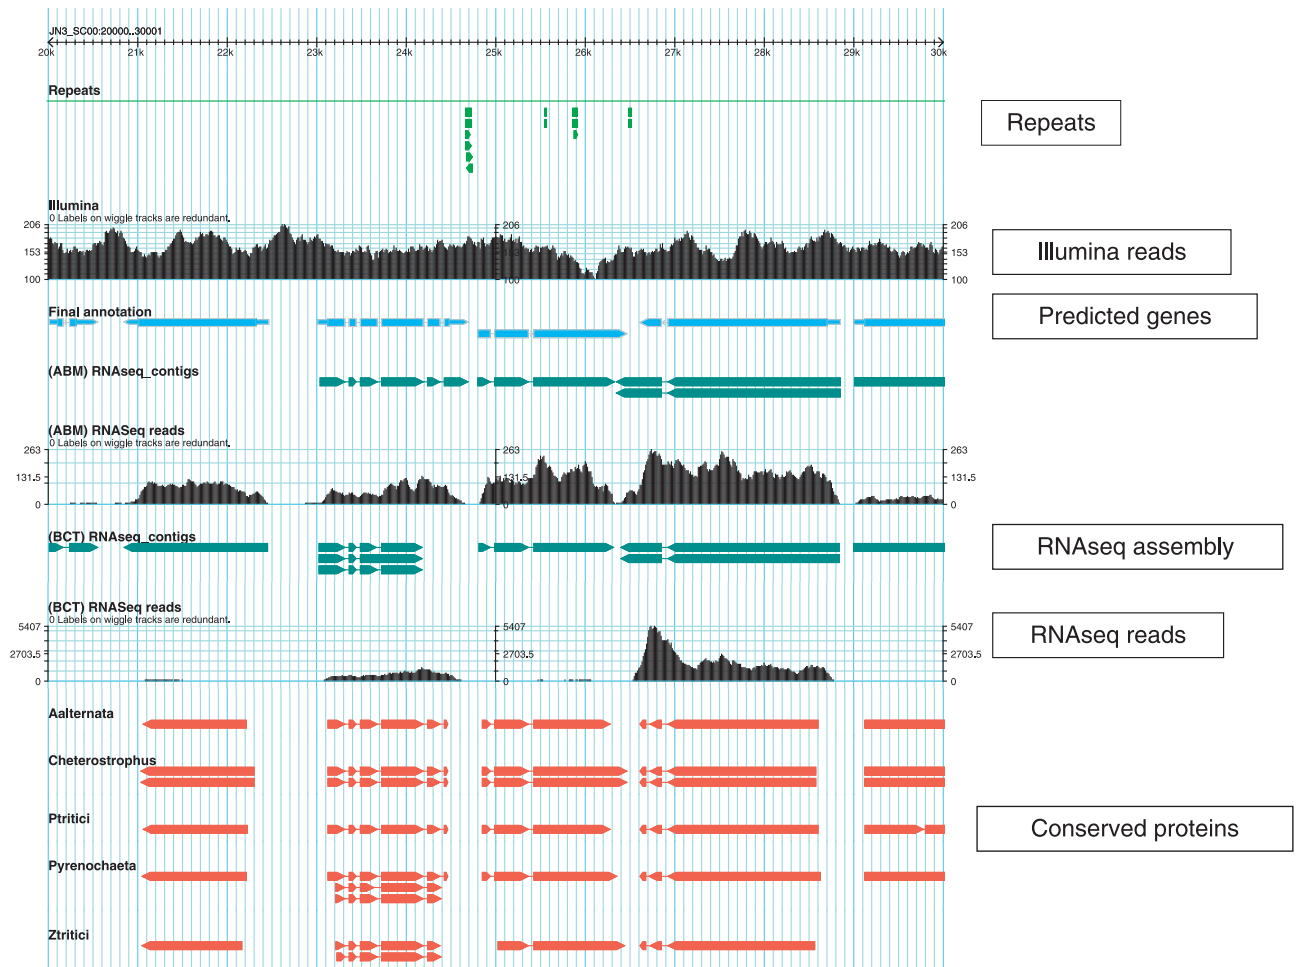 JN3_SC00:20000..30001
20k 21k 22k 23k 24k 25k 26k 27k 28k 29k 30k
Repeats
Repeats
Illumina
0 Labels on wiggle tracks are redundant.
206 206 206
153 153 153
100 100 100
Illumina reads
Final annotation
Predicted genes
(ABM) RNAseq_contigs
(ABM) RNASeq reads
0 Labels on wiggle tracks are redundant.
263 263 263
131.5 131.5 131.5
0 0 0
(BCT) RNAseq_contigs
RNAseq assembly
(BCT) RNASeq reads
0 Labels on wiggle tracks are redundant.
5407 5407 5407
2703.5 2703.5 2703.5
0 0 0
RNAseq reads
Aalternata
Cheterostrophus
Ptritici
Conserved proteins
Pyrenochaeta
Ztritici